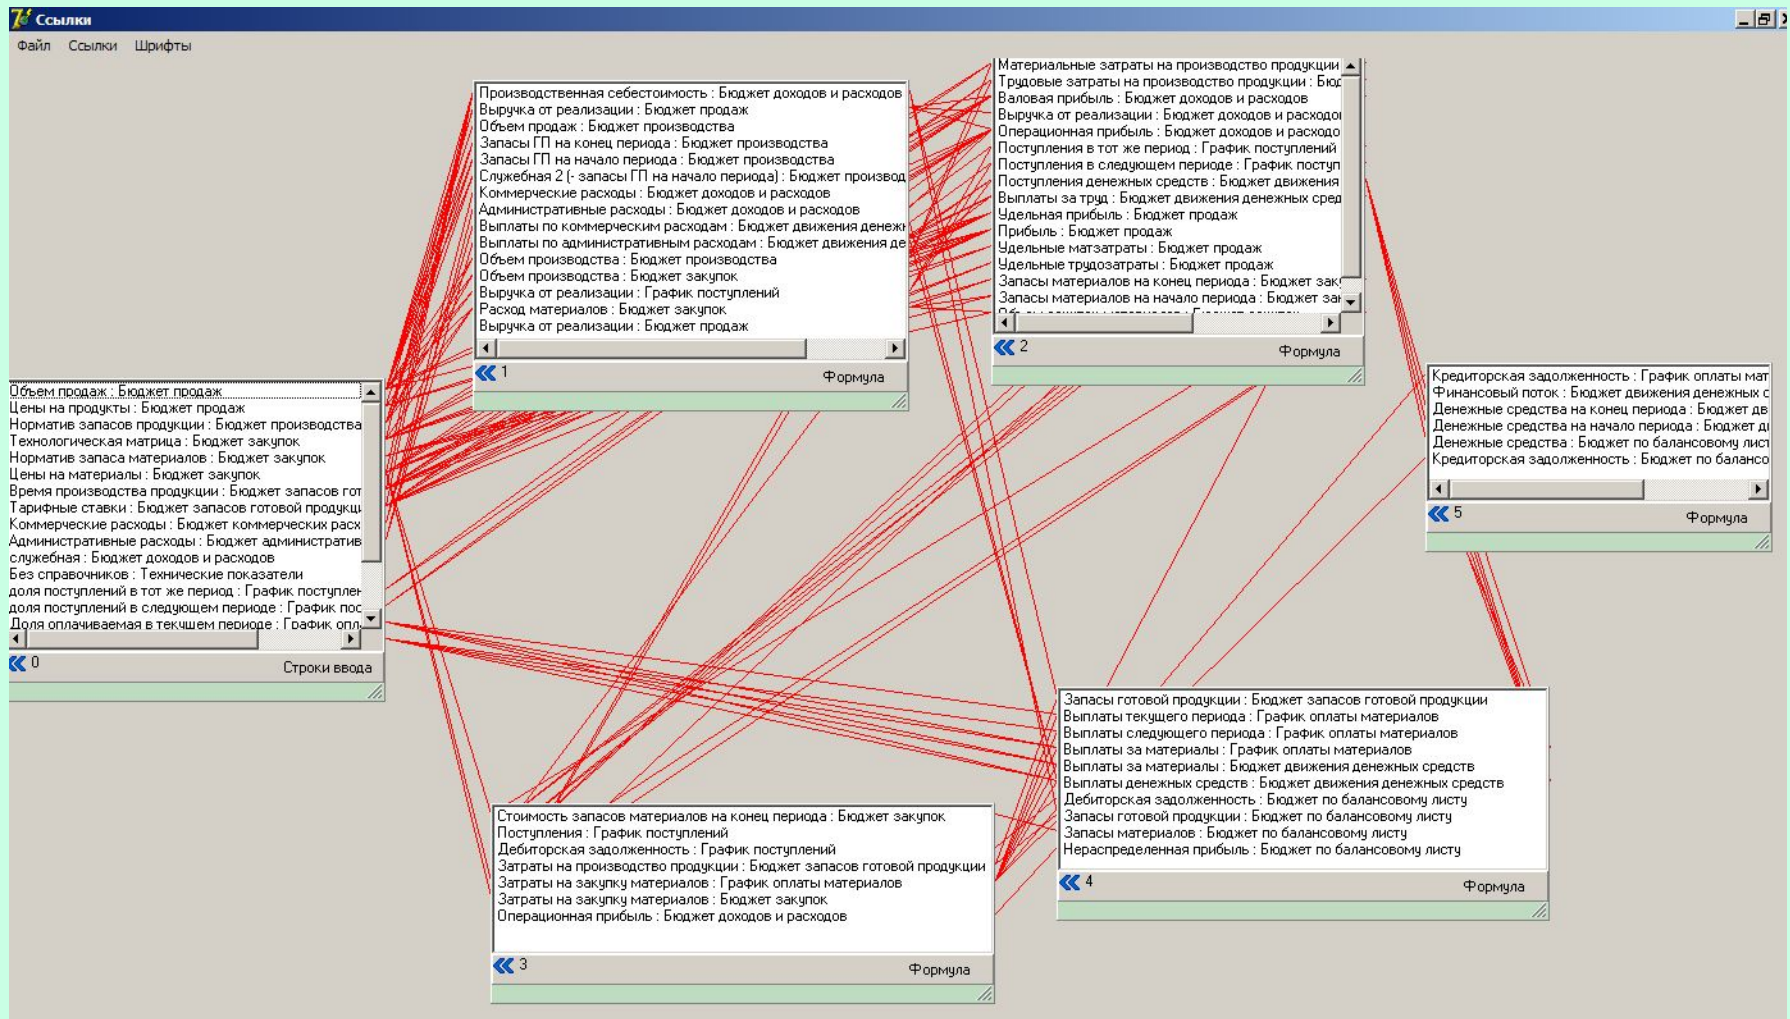 Ссылки
Файл Ссылки Шрифты
Объем продаж : Бюджет продаж
Цены на продукты : Бюджет продаж
Норматив запасов продукции : Бюджет производства
Технологическая матрица : Бюджет закупок
Норматив запаса материалов : Бюджет закупок
Цены на материалы : Бюджет закупок
Время производства продукции : Бюджет запасов гот
Тарифные ставки : Бюджет запасов готовой продукци
Коммерческие расходы : Бюджет коммерческих расх
Административные расходы : Бюджет административ
служебная : Бюджет доходов и расходов
Без справочников : Технические показатели
доля поступлений в тот же период : График поступлен
доля поступлений в следующем периоде : График пос
Доля оплачиваемая в текущем периоде : График опл
0 Строки ввода
Производственная себестоимость : Бюджет доходов и расходов
Выручка от реализации : Бюджет продаж
Объем продаж : Бюджет производства
Запасы ГП на конец периода : Бюджет производства
Запасы ГП на начало периода : Бюджет производства
Служебная 2 (- запасы ГП на начало периода) : Бюджет производ
Коммерческие расходы : Бюджет доходов и расходов
Административные расходы : Бюджет доходов и расходов
Выплаты по коммерческим расходам : Бюджет движения денежн
Выплаты по административным расходам : Бюджет движения де
Объем производства : Бюджет производства
Объем производства : Бюджет закупок
Выручка от реализации : График поступлений
Расход материалов : Бюджет закупок
Выручка от реализации : Бюджет продаж
1 Формула
Материальные затраты на производство продукции
Трудовые затраты на производство продукции : Бюд
Валовая прибыль : Бюджет доходов и расходов
Выручка от реализации : Бюджет доходов и расходо
Операционная прибыль : Бюджет доходов и расходо
Поступления в тот же период : График поступлений
Поступления в следующем периоде : График поступ
Поступления денежных средств : Бюджет движения
Выплаты за труд : Бюджет движения денежных сред
Удельная прибыль : Бюджет продаж
Прибыль : Бюджет продаж
Удельные матзатраты : Бюджет продаж
Удельные трудозатраты : Бюджет продаж
Запасы материалов на конец периода : Бюджет зак
Запасы материалов на начало периода : Бюджет зак
2 Формула
Стоимость запасов материалов на конец периода : Бюджет закупок
Поступления : График поступлений
Дебиторская задолженность : График поступлений
Затраты на производство продукции : Бюджет запасов готовой продукции
Затраты на закупку материалов : График оплаты материалов
Затраты на закупку материалов : Бюджет закупок
Операционная прибыль : Бюджет доходов и расходов
3 Формула
Запасы готовой продукции : Бюджет запасов готовой продукции
Выплаты текущего периода : График оплаты материалов
Выплаты следующего периода : График оплаты материалов
Выплаты за материалы : График оплаты материалов
Выплаты за материалы : Бюджет движения денежных средств
Выплаты денежных средств : Бюджет движения денежных средств
Дебиторская задолженность : Бюджет по балансовому листу
Запасы готовой продукции : Бюджет по балансовому листу
Запасы материалов : Бюджет по балансовому листу
Нераспределенная прибыль : Бюджет по балансовому листу
4 Формула
Кредиторская задолженность : График оплаты мат
Финансовый поток : Бюджет движения денежных с
Денежные средства на конец периода : Бюджет дв
Денежные средства на начало периода : Бюджет д
Денежные средства : Бюджет по балансовому лист
Кредиторская задолженность : Бюджет по балансо
5 Формула